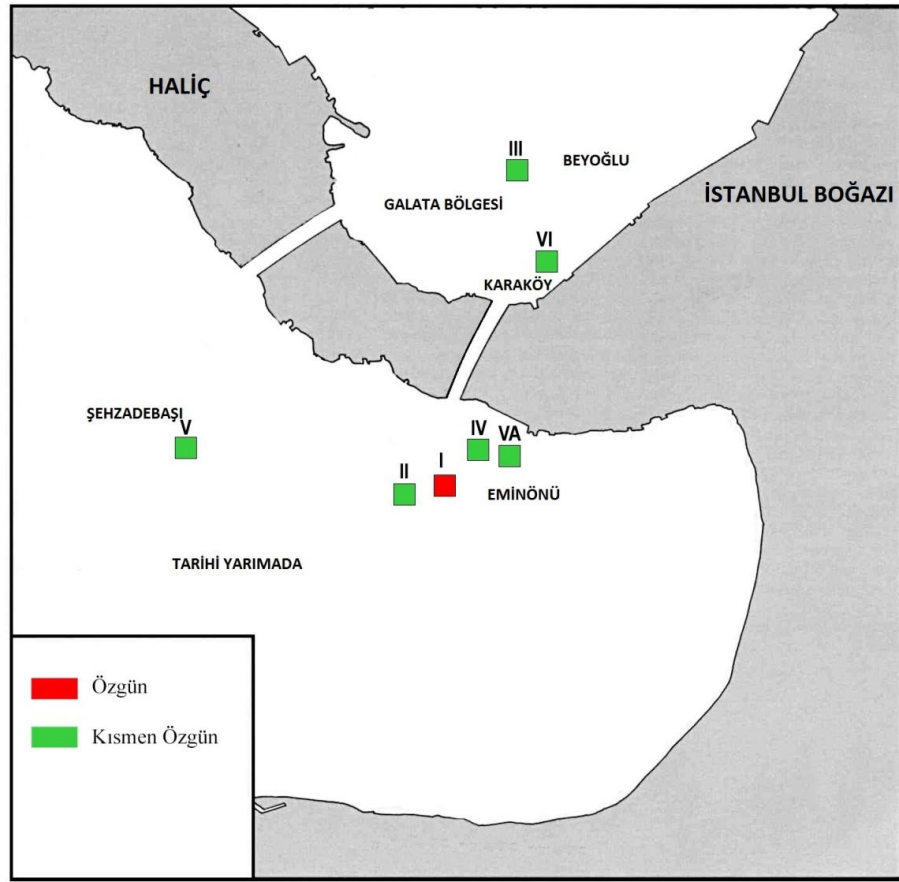 HALİÇ
III
BEYOĞLU
İSTANBUL BOĞAZI
GALATA BÖLGESİ
VI
KARAKÖY
ŞEHZADEBAŞI
V
IV
VA
I
II
EMİNÖNÜ
TARİHİ YARIMADA
Özgün
Kısmen Özgün